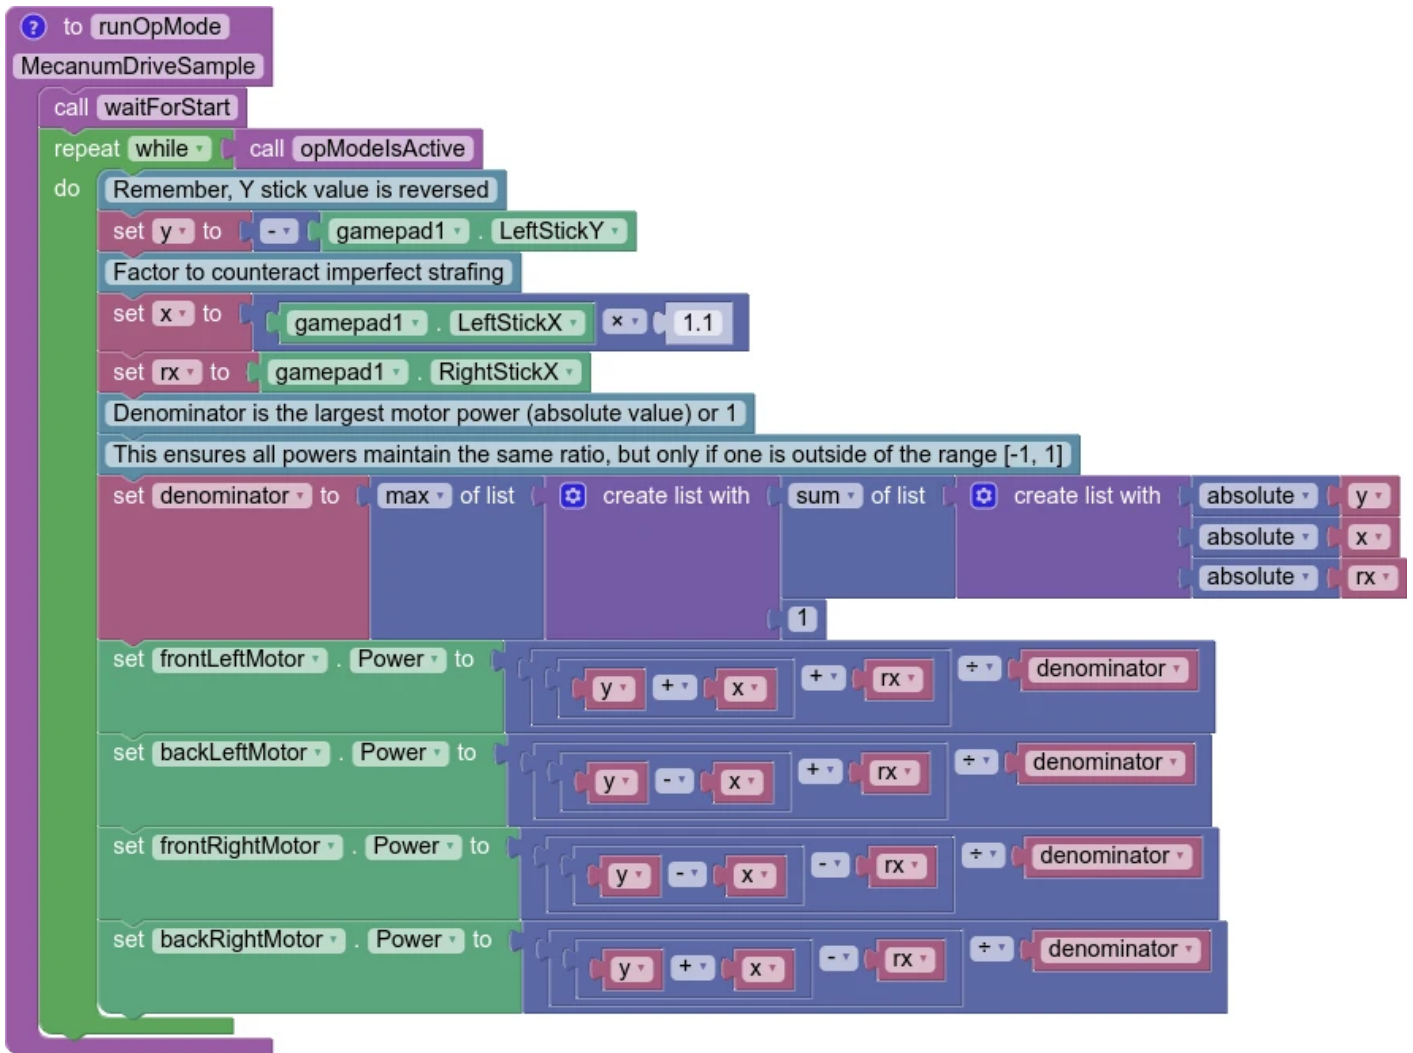 ? to runOpMode
MecanumDriveSample
call waitForStart
repeat while call opModeIsActive
do Remember, Y stick value is reversed
set y to - gamepad1 . LeftStickY
Factor to counteract imperfect strafing
set x to gamepad1 . LeftStickX × 1.1
set rx to gamepad1 . RightStickX
Denominator is the largest motor power (absolute value) or 1
This ensures all powers maintain the same ratio, but only if one is outside of the range [-1, 1]
set denominator to max of list create list with sum of list create list with absolute y
absolute x
absolute rx
1
set frontLeftMotor . Power to y + x + rx ÷ denominator
set backLeftMotor . Power to y - x + rx ÷ denominator
set frontRightMotor . Power to y - x - rx ÷ denominator
set backRightMotor . Power to y + x - rx ÷ denominator